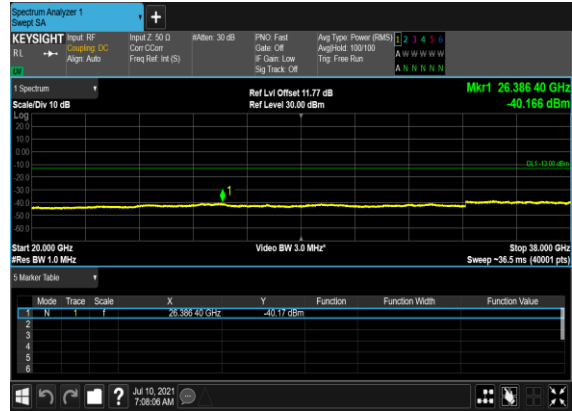 Spectrum Analyzer 1
Swept SA
+
KEYSIGHT Input: RF Input Z: 50 Ω #Atten: 30 dB PNO: Fast Avg Type: Power (RMS) 1 2 3 4 5 6
RL Coupling: DC Corr CCorr Gate: Off Avg|Hold: 100/100 A W W W W W
Align: Auto Freq Ref: Int (S) IF Gain: Low Trig: Free Run
Sig Track: Off A N N N N N
1 Spectrum Ref Lvl Offset 11.77 dB Mkr1 26.386 40 GHz
Scale/Div 10 dB Ref Level 30.00 dBm -40.166 dBm
Log
20.0
10.0
0.00
-10.0
DL1 -13.00 dBm
-20.0
-30.0
1
-40.0
-50.0
-60.0
Start 20.000 GHz Video BW 3.0 MHz* Stop 38.000 GHz
#Res BW 1.0 MHz Sweep ~36.5 ms (40001 pts)
5 Marker Table
Mode Trace Scale X Y Function Function Width Function Value
1 N 1 f 26.386 40 GHz -40.17 dBm
2
3
4
5
6
? Jul 10, 2021
7:08:06 AM